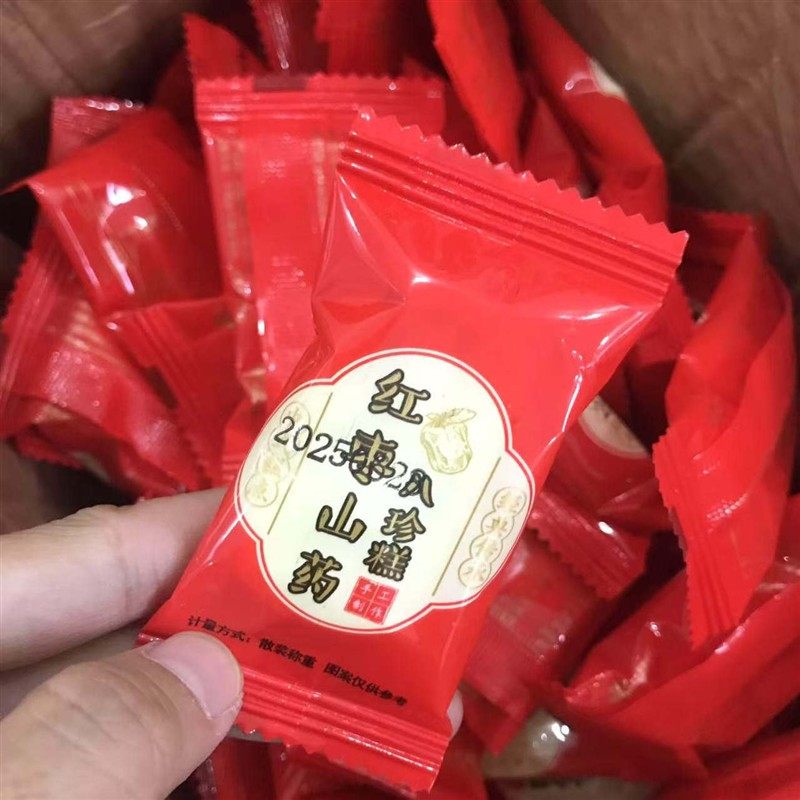 红枣山药
八珍糕
手工
制作
计量方式：散装称重 图案仅供参考